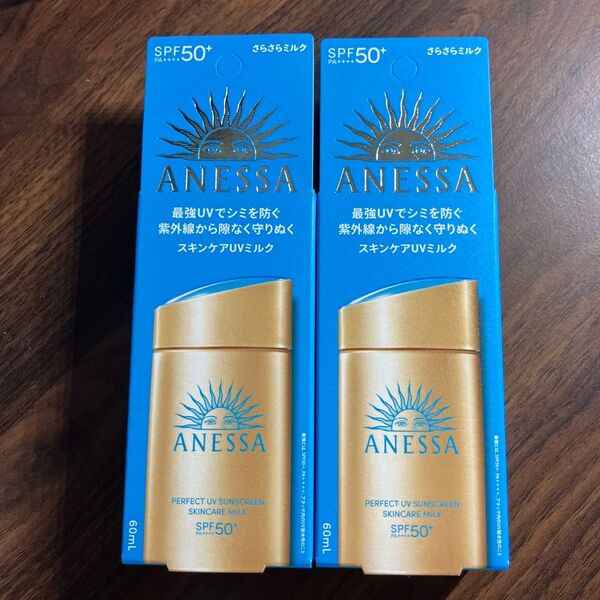 SPF50+
PA++++
さらさらミルク
ANESSA
最強UVでシミを防ぐ
紫外線から隙なく守りぬく
スキンケアUVミルク
ANESSA
PERFECT UV SUNSCREEN
SKINCARE MILK
SPF50+
PA++++
60mL
SPF50+
PA++++
さらさらミルク
ANESSA
最強UVでシミを防ぐ
紫外線から隙なく守りぬく
スキンケアUVミルク
ANESSA
PERFECT UV SUNSCREEN
SKINCARE MILK
SPF50+
PA++++
60mL